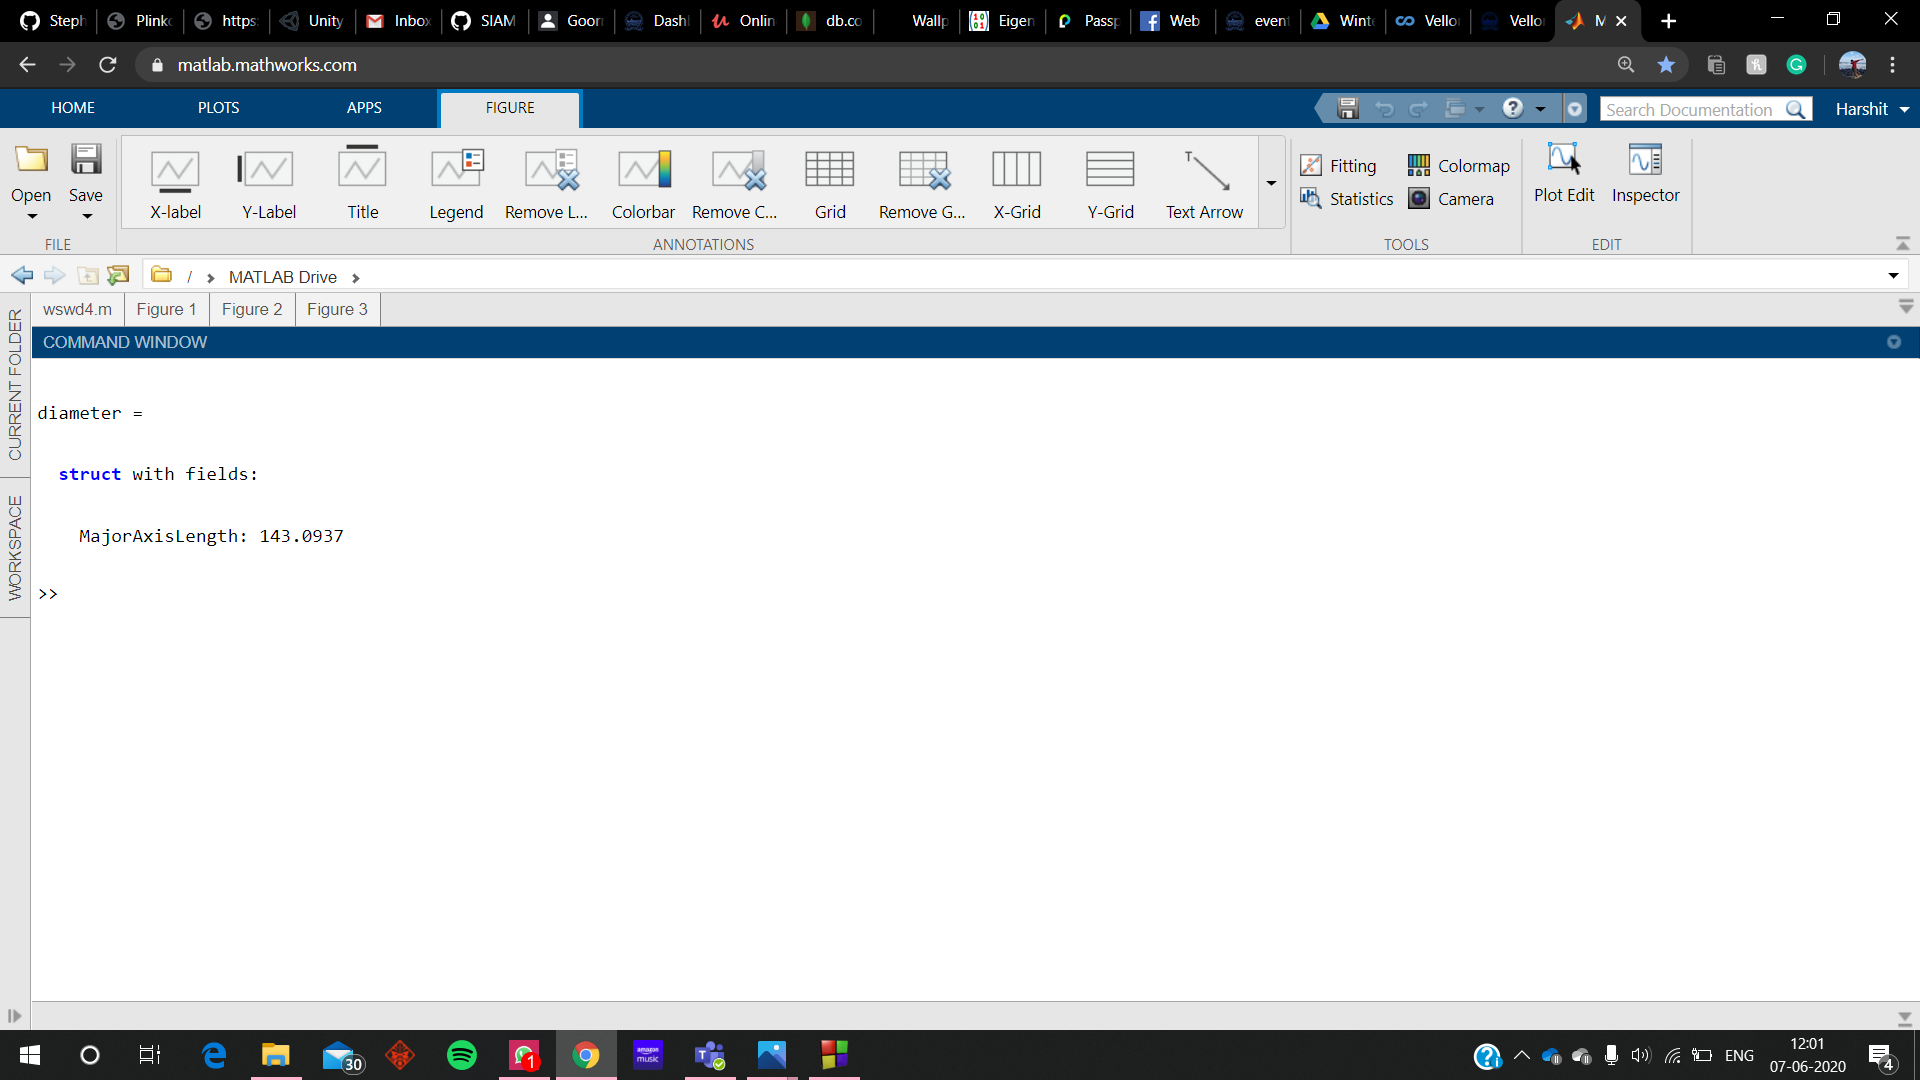 Steph Plink https: Unity Inbox SIAM Goorm Dashl Onlin db.co Wallp Eigen Passp Web event Winte Vello Vello M
matlab.mathworks.com
HOME PLOTS APPS FIGURE Search Documentation Harshit
Open Save X-label Y-Label Title Legend Remove L... Colorbar Remove C... Grid Remove G... X-Grid Y-Grid Text Arrow Fitting Colormap Statistics Camera Plot Edit Inspector
FILE ANNOTATIONS TOOLS EDIT
/ MATLAB Drive
wswd4.m Figure 1 Figure 2 Figure 3
CURRENT FOLDER
WORKSPACE
COMMAND WINDOW
diameter =
struct with fields:
MajorAxisLength: 143.0937
>>
30 1 amazon music T ENG 12:01
07-06-2020 4